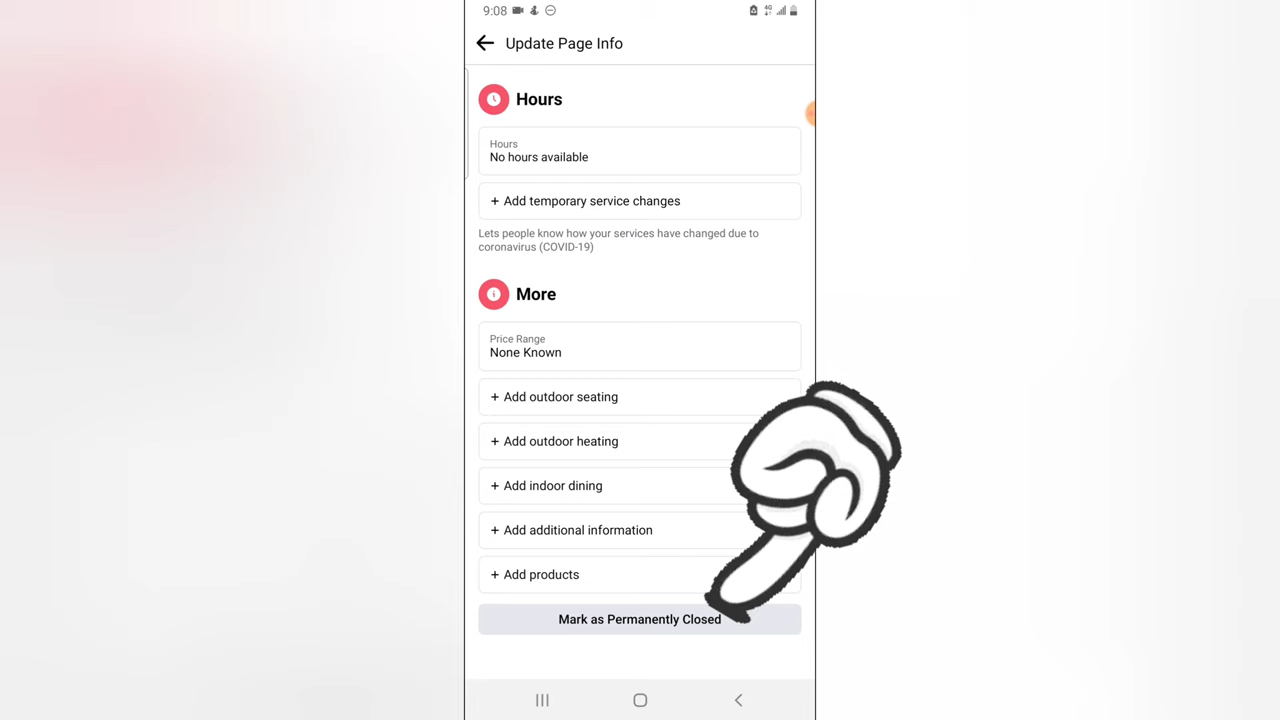 9:08
4G
Update Page Info
Hours
Hours
No hours available
+ Add temporary service changes
Lets people know how your services have changed due to
coronavirus (COVID-19)
More
Price Range
None Known
+ Add outdoor seating
+ Add outdoor heating
+ Add indoor dining
+ Add additional information
+ Add products
Mark as Permanently Closed